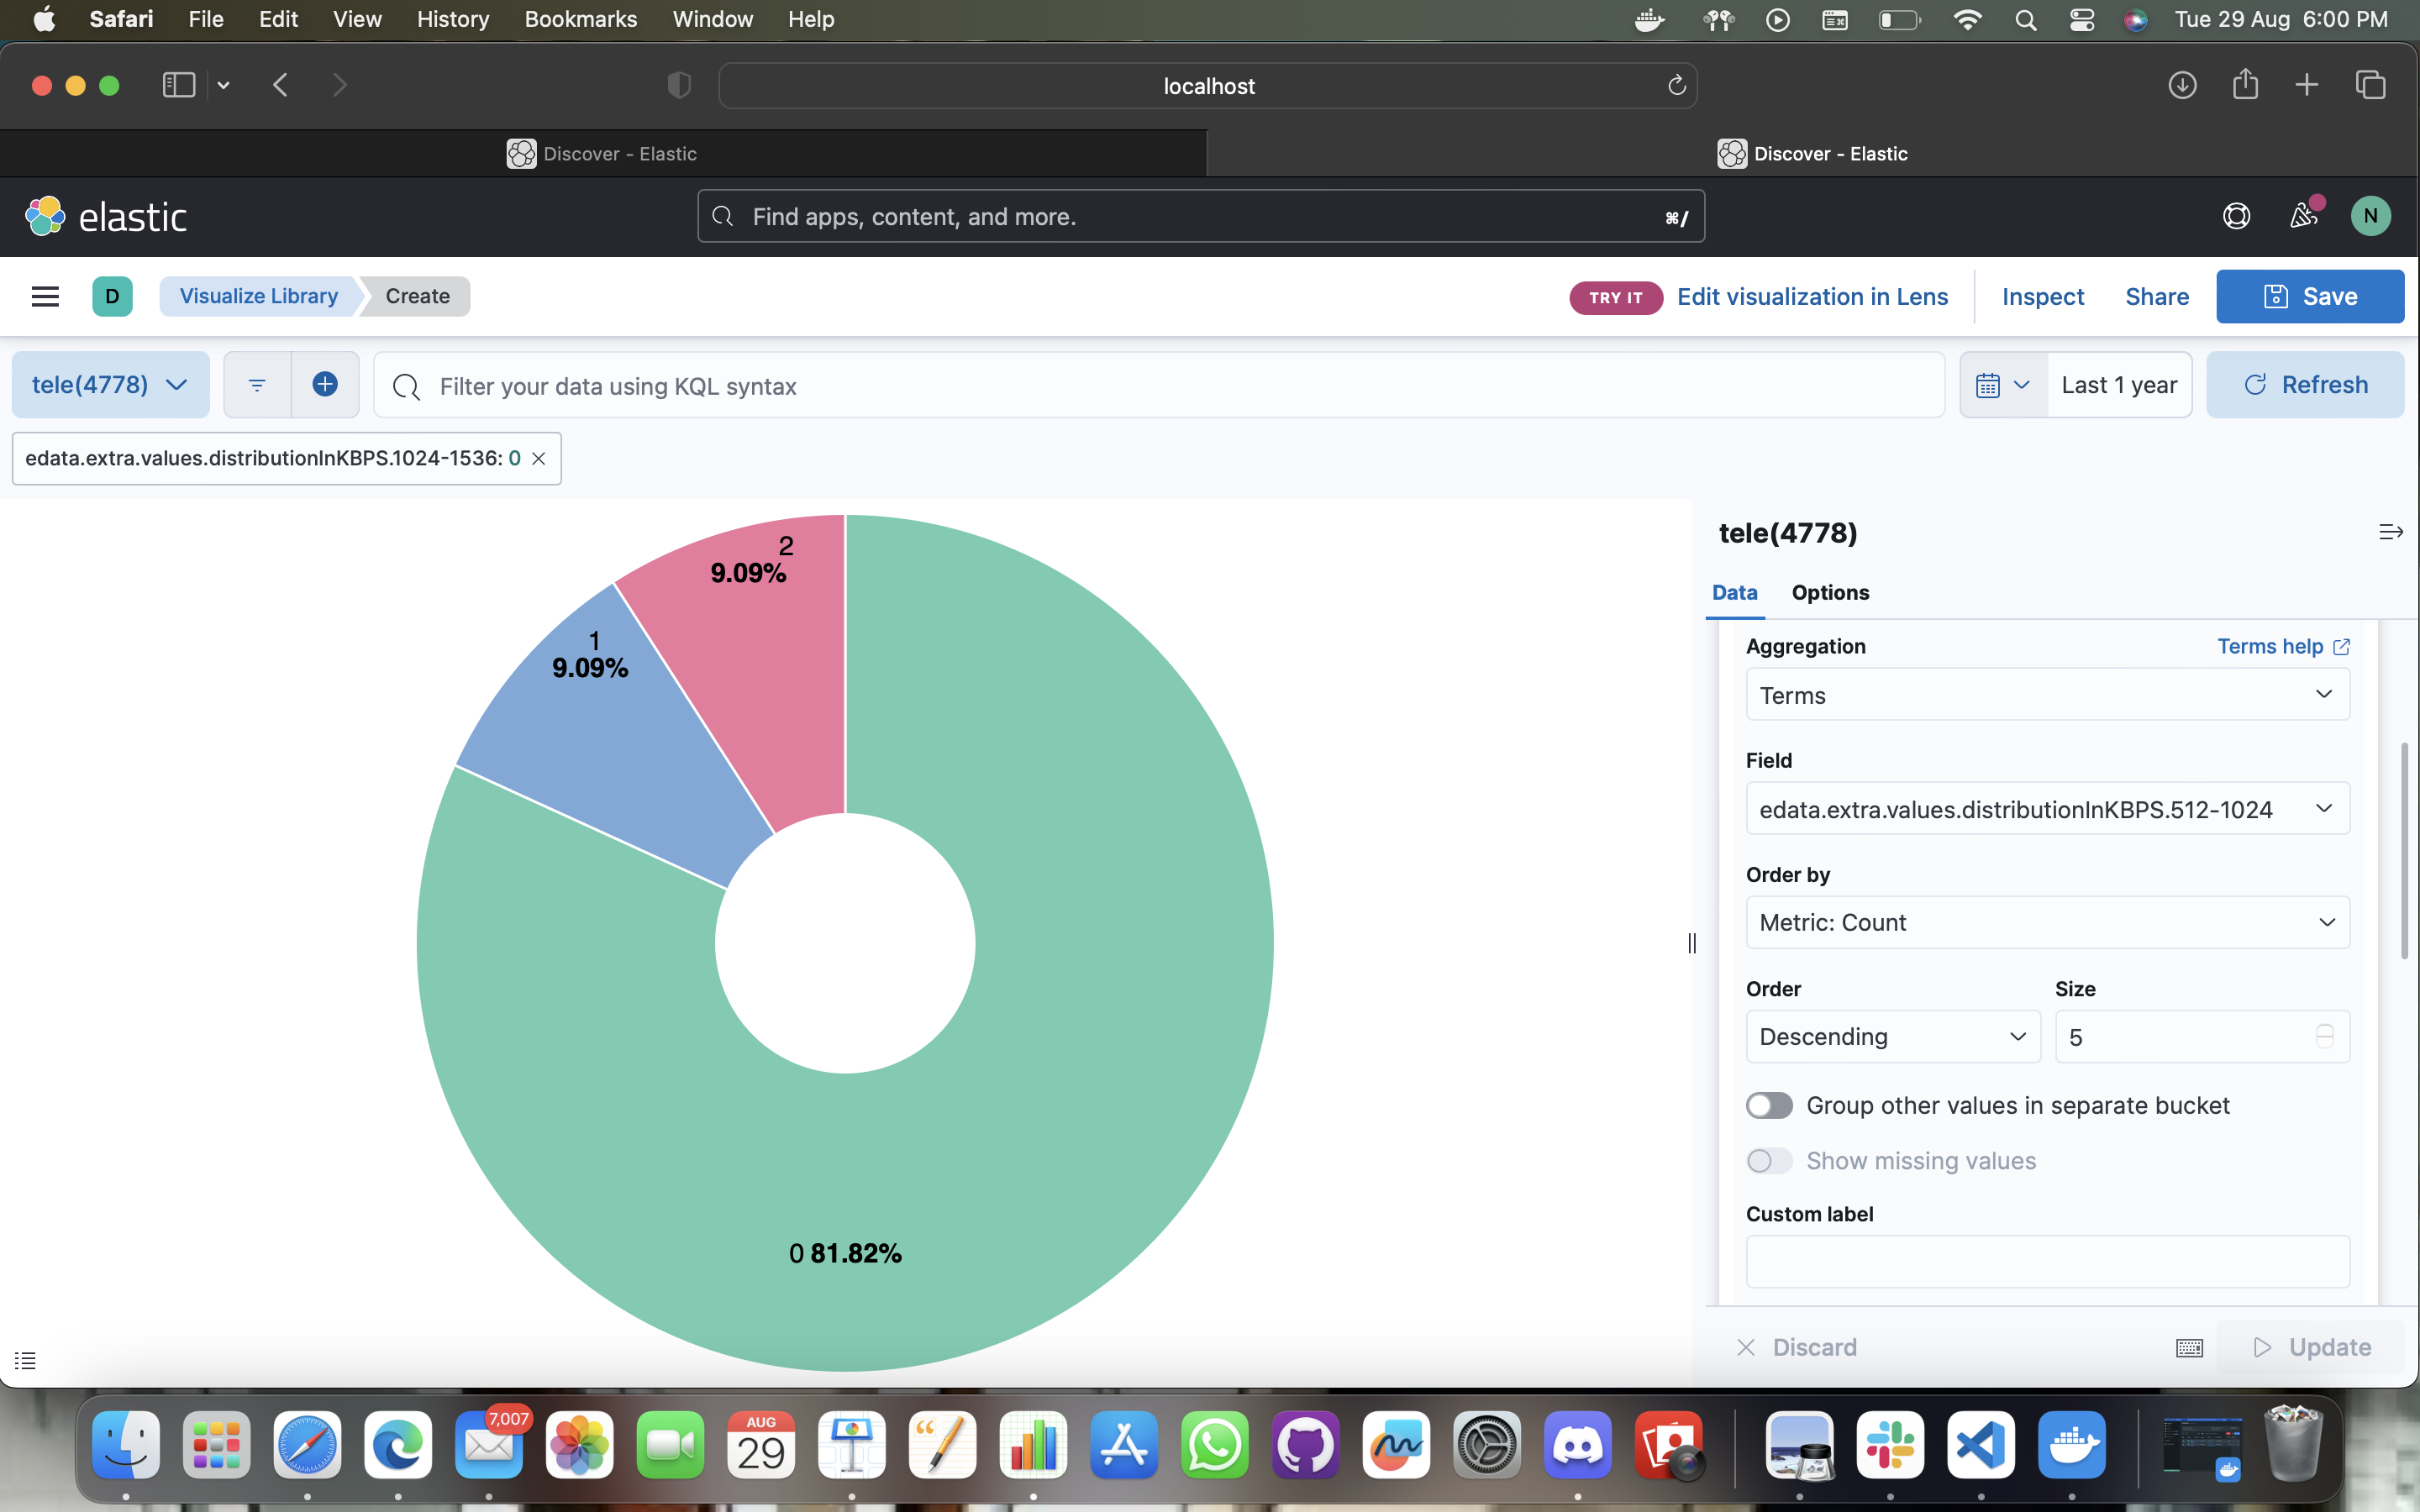 Safari File Edit View History Bookmarks Window Help Tue 29 Aug 6:00 PM
localhost
Discover - Elastic
Discover - Elastic
elastic
Find apps, content, and more.
⌘/
N
D
Visualize Library
Create
TRY IT
Edit visualization in Lens
Inspect
Share
Save
tele(4778)
Filter your data using KQL syntax
Last 1 year
Refresh
edata.extra.values.distributionInKBPS.1024-1536: 0
2
9.09%
1
9.09%
0 81.82%
tele(4778)
Data Options
Aggregation Terms help
Terms
Field
edata.extra.values.distributionInKBPS.512-1024
Order by
Metric: Count
Order Size
Descending 5
Group other values in separate bucket
Show missing values
Custom label
Discard Update
7,007
AUG
29